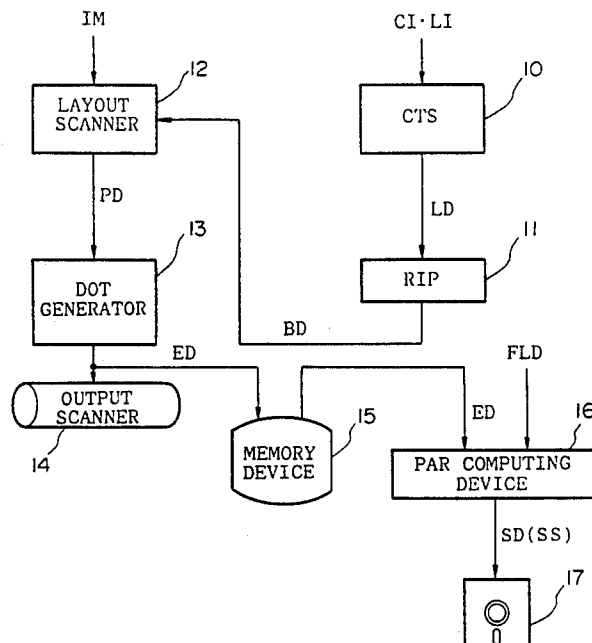 IM
CI·LI
12
LAYOUT
SCANNER
10
CTS
PD
LD
13
DOT
GENERATOR
11
RIP
BD
ED
FLD
OUTPUT
SCANNER
14
15
MEMORY
DEVICE
ED
16
PAR COMPUTING
DEVICE
SD(SS)
17